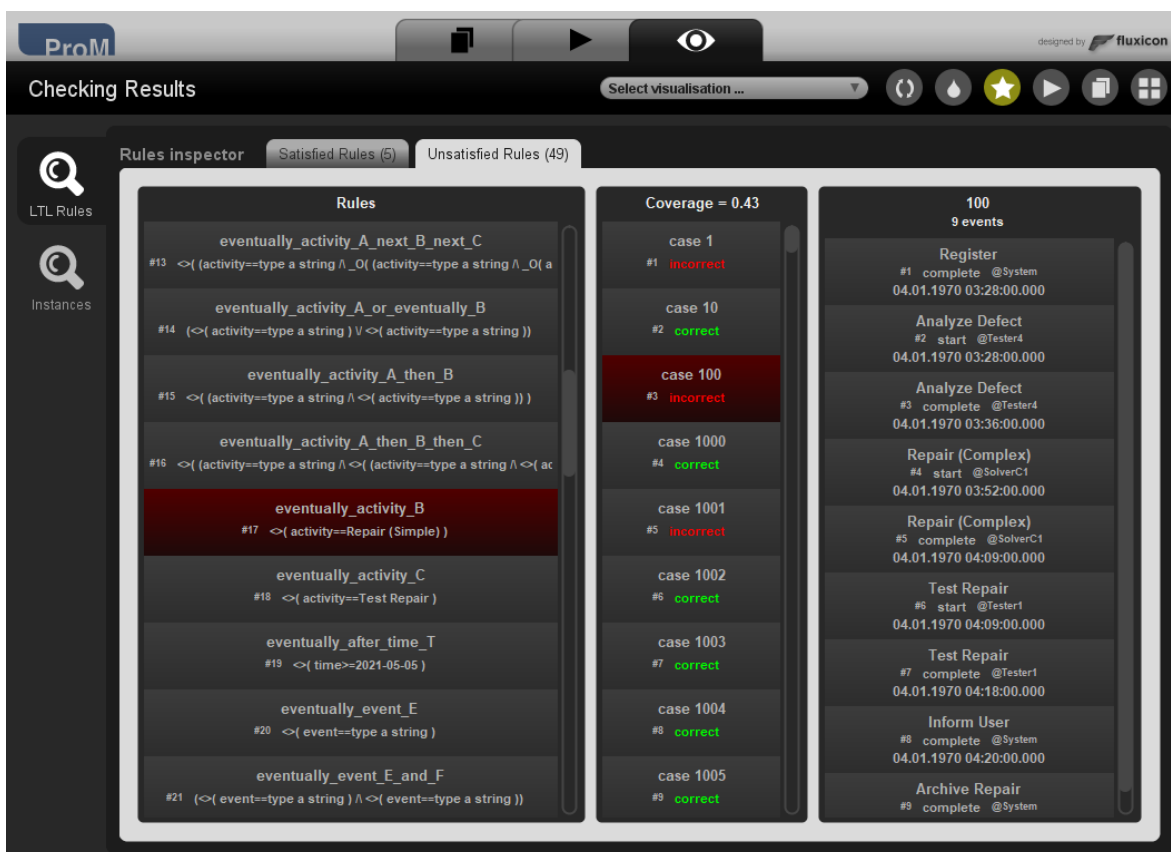 ProM
designed by fluxicon
Checking Results
Select visualisation ...
LTL Rules
Instances
Rules inspector
Satisfied Rules (5)
Unsatisfied Rules (49)
Rules
eventually_activity_A_next_B_next_C
#13 <>( (activity==type a string /\ _O( (activity==type a string /\ _O( a
eventually_activity_A_or_eventually_B
#14 (<>( activity==type a string ) \/ <>( activity==type a string ))
eventually_activity_A_then_B
#15 <>( (activity==type a string /\ <>( activity==type a string )) )
eventually_activity_A_then_B_then_C
#16 <>( (activity==type a string /\ <>( (activity==type a string /\ <>( ac
eventually_activity_B
#17 <>( activity==Repair (Simple) )
eventually_activity_C
#18 <>( activity==Test Repair )
eventually_after_time_T
#19 <>( time>=2021-05-05 )
eventually_event_E
#20 <>( event==type a string )
eventually_event_E_and_F
#21 (<>( event==type a string ) /\ <>( event==type a string ))
Coverage = 0.43
case 1
#1 incorrect
case 10
#2 correct
case 100
#3 incorrect
case 1000
#4 correct
case 1001
#5 incorrect
case 1002
#6 correct
case 1003
#7 correct
case 1004
#8 correct
case 1005
#9 correct
100
9 events
Register
#1 complete @System
04.01.1970 03:28:00.000
Analyze Defect
#2 start @Tester4
04.01.1970 03:28:00.000
Analyze Defect
#3 complete @Tester4
04.01.1970 03:36:00.000
Repair (Complex)
#4 start @SolverC1
04.01.1970 03:52:00.000
Repair (Complex)
#5 complete @SolverC1
04.01.1970 04:09:00.000
Test Repair
#6 start @Tester1
04.01.1970 04:09:00.000
Test Repair
#7 complete @Tester1
04.01.1970 04:18:00.000
Inform User
#8 complete @System
04.01.1970 04:20:00.000
Archive Repair
#9 complete @System